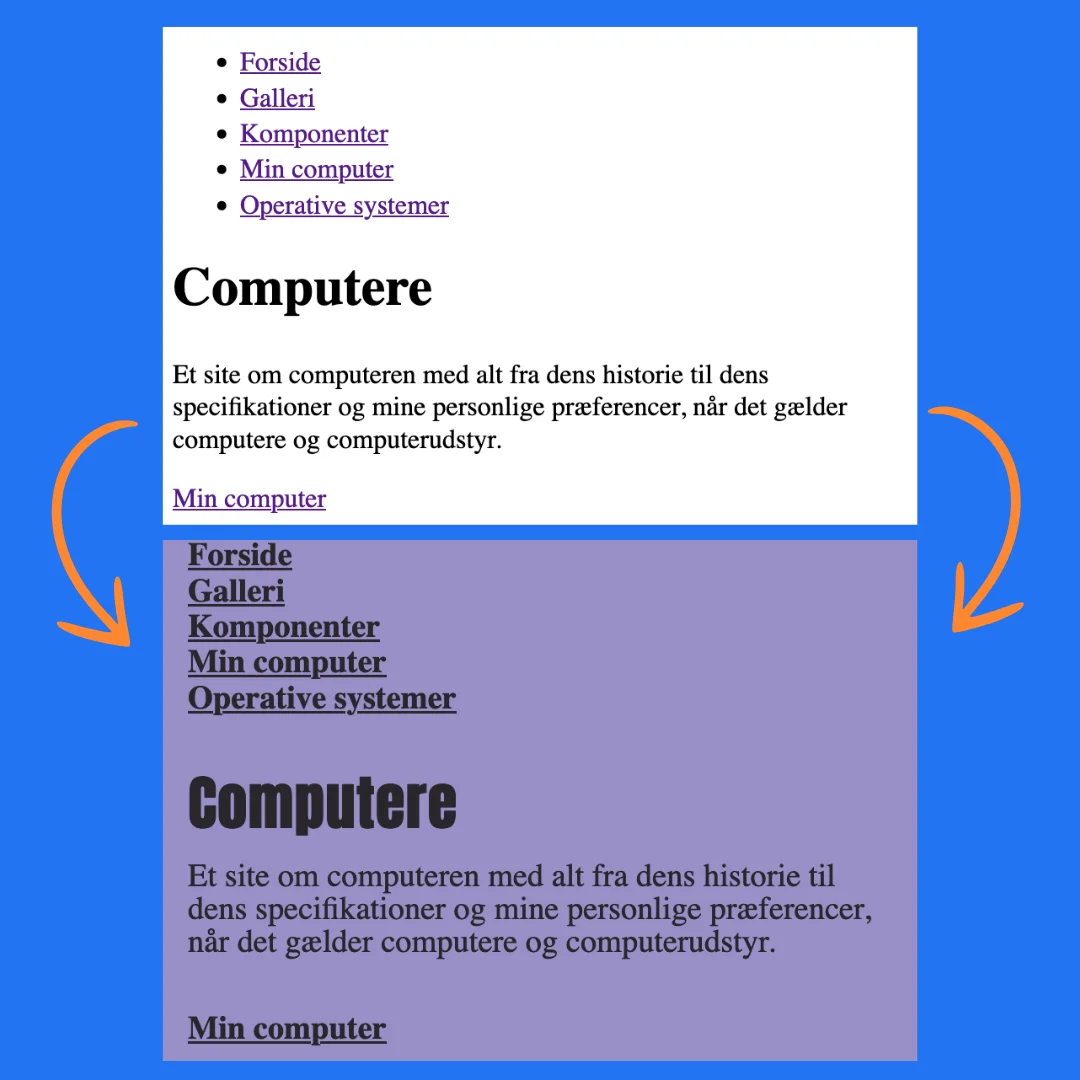 Forside
Galleri
Komponenter
Min computer
Operative systemer
Computere
Et site om computeren med alt fra dens historie til dens
specifikationer og mine personlige præferencer, når det gælder
computere og computerudstyr.
Min computer
Forside
Galleri
Komponenter
Min computer
Operative systemer
Computere
Et site om computeren med alt fra dens historie til
dens specifikationer og mine personlige præferencer,
når det gælder computere og computerudstyr.
Min computer